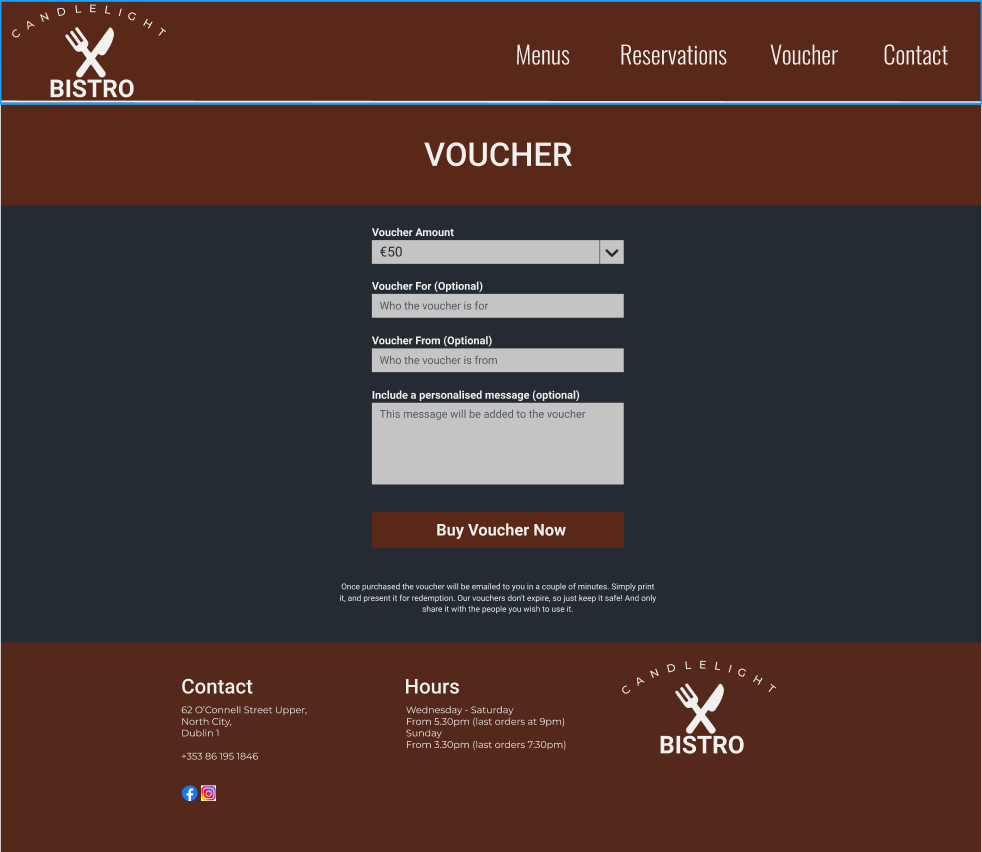 CANDLELIGHT
BISTRO
Menus Reservations Voucher Contact
VOUCHER
Voucher Amount
€50
Voucher For (Optional)
Who the voucher is for
Voucher From (Optional)
Who the voucher is from
Include a personalised message (optional)
This message will be added to the voucher
Buy Voucher Now
Once purchased the voucher will be emailed to you in a couple of minutes. Simply print
it, and present it for redemption. Our vouchers don't expire, so just keep it safe! And only
share it with the people you wish to use it.
Contact
62 O'Connell Street Upper,
North City,
Dublin 1
+353 86 195 1846
Hours
Wednesday - Saturday
From 5.30pm (last orders at 9pm)
Sunday
From 3.30pm (last orders 7:30pm)
CANDLELIGHT
BISTRO